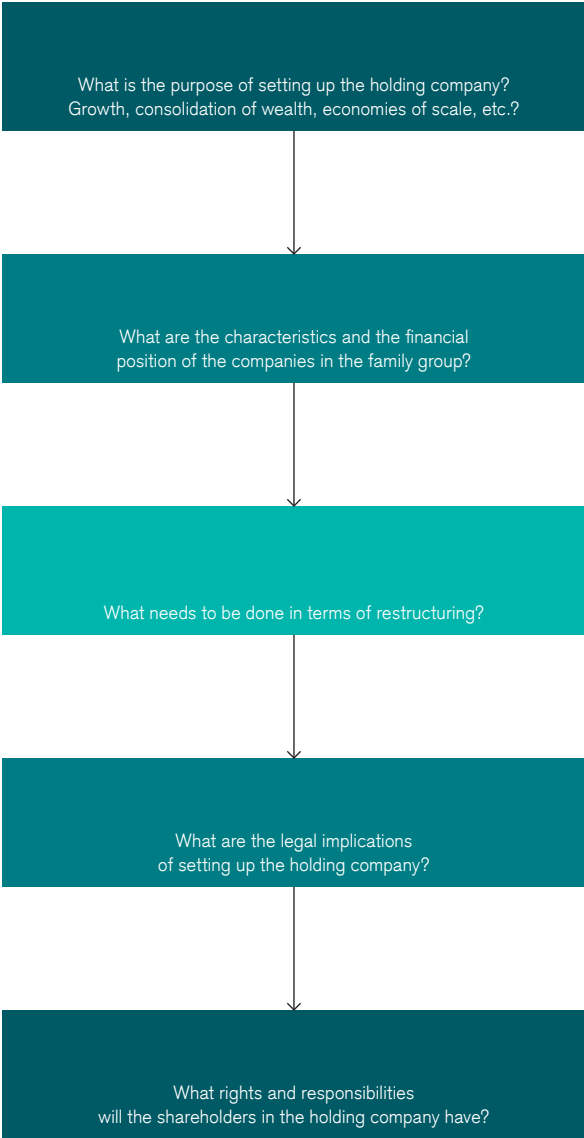 What is the purpose of setting up the holding company?
Growth, consolidation of wealth, economies of scale, etc.?
What are the characteristics and the financial
position of the companies in the family group?
What needs to be done in terms of restructuring?
What are the legal implications
of setting up the holding company?
What rights and responsibilities
will the shareholders in the holding company have?